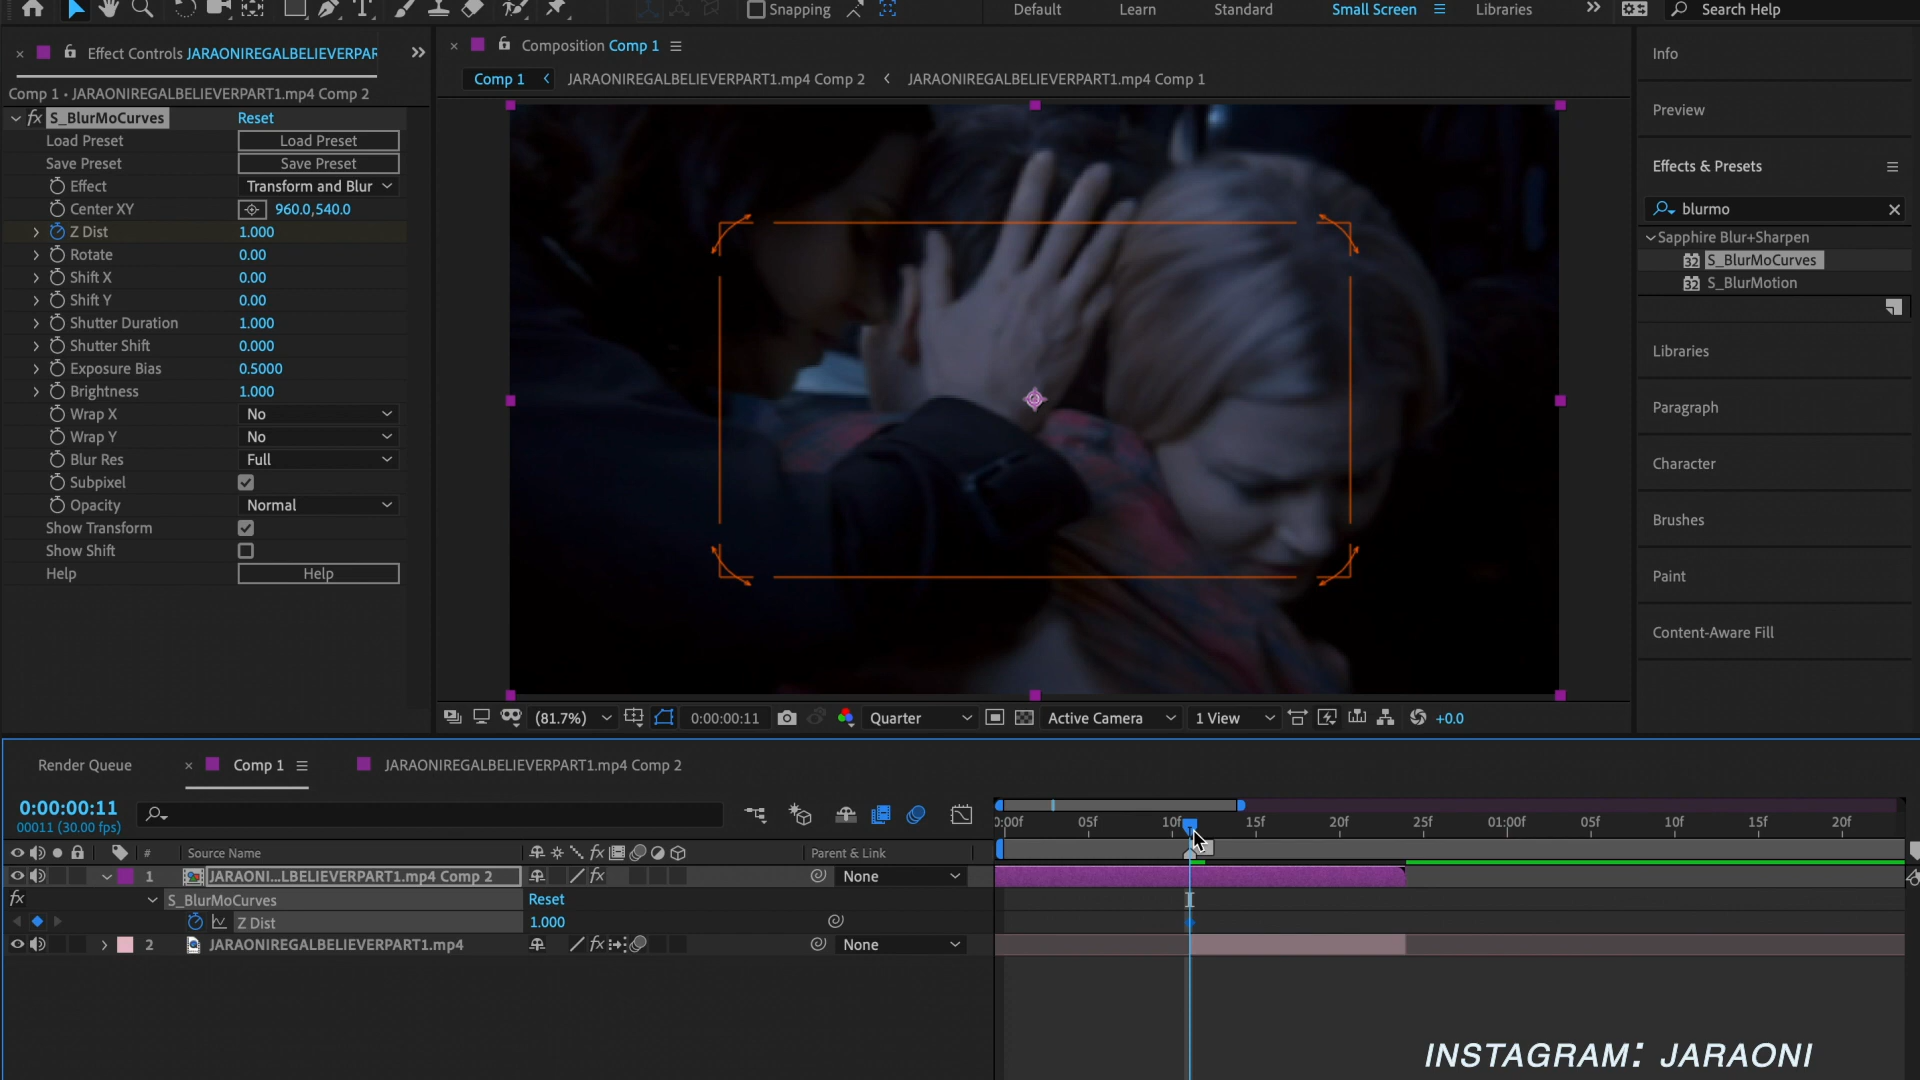 Snapping
Default
Learn
Standard
Small Screen
Libraries
Search Help
Effect Controls JARAONIREGALBELIEVERPAR
Composition Comp 1
Comp 1
JARAONIREGALBELIEVERPART1.mp4 Comp 2
JARAONIREGALBELIEVERPART1.mp4 Comp 1
Comp 1 • JARAONIREGALBELIEVERPART1.mp4 Comp 2
fx S_BlurMoCurves Reset
Load Preset Load Preset
Save Preset Save Preset
Effect Transform and Blur
Center XY 960.0,540.0
Z Dist 1.000
Rotate 0.00
Shift X 0.00
Shift Y 0.00
Shutter Duration 1.000
Shutter Shift 0.000
Exposure Bias 0.5000
Brightness 1.000
Wrap X No
Wrap Y No
Blur Res Full
Subpixel
Opacity Normal
Show Transform
Show Shift
Help Help
Info
Preview
Effects & Presets
blurmo
Sapphire Blur+Sharpen
32 S_BlurMoCurves
32 S_BlurMotion
Libraries
Paragraph
Character
Brushes
Paint
Content-Aware Fill
(81.7%) 0:00:00:11 Quarter Active Camera 1 View +0.0
Render Queue
Comp 1
JARAONIREGALBELIEVERPART1.mp4 Comp 2
0:00:00:11
00011 (30.00 fps)
0:00f 05f 10f 15f 20f 25f 01:00f 05f 10f 15f 20f
# Source Name fx Parent & Link
1 JARAONI...LBELIEVERPART1.mp4 Comp 2 fx None
fx S_BlurMoCurves Reset
Z Dist 1.000
2 JARAONIREGALBELIEVERPART1.mp4 fx None
INSTAGRAM: JARAONI